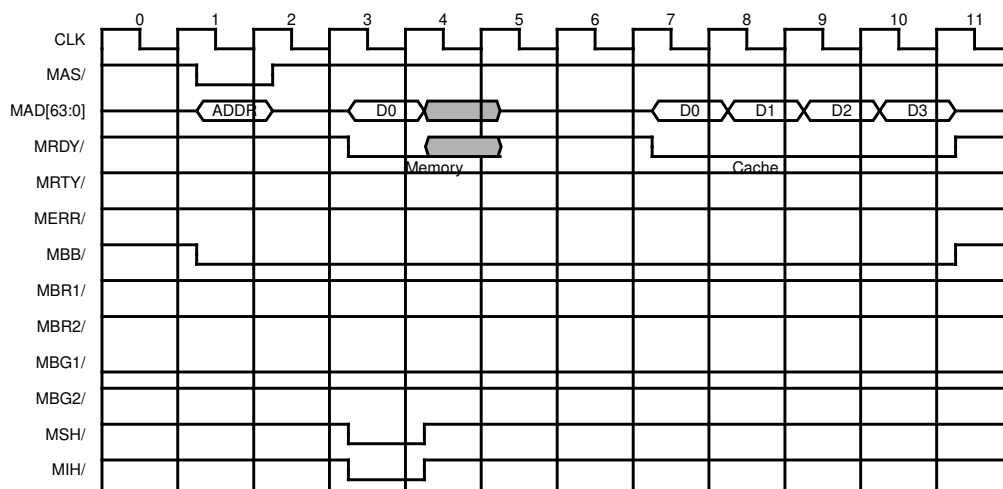 0 1 2 3 4 5 6 7 8 9 10 11
CLK
MAS/
MAD[63:0] ADDR D0 D0 D1 D2 D3
MRDY/
Memory Cache
MRTY/
MERR/
MBB/
MBR1/
MBR2/
MBG1/
MBG2/
MSH/
MIH/